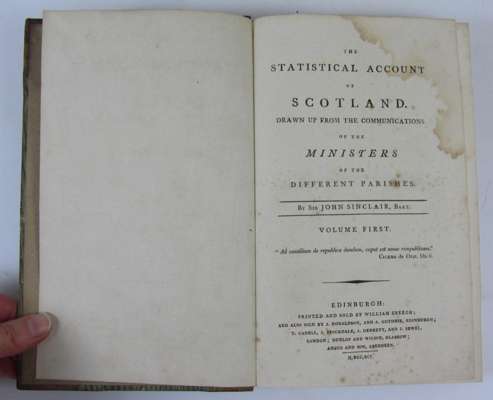 THE
STATISTICAL ACCOUNT
OF
SCOTLAND.
DRAWN UP FROM THE COMMUNICATIONS
OF THE
MINISTERS
OF THE
DIFFERENT PARISHES.
BY SIR JOHN SINCLAIR, BART.
VOLUME FIRST.
"Ad consilium de republica dandum, caput est nosse rempublicam."
CICERO de Orat. lib. ii.
EDINBURGH:
PRINTED AND SOLD BY WILLIAM CREECH;
AND ALSO SOLD BY J. DONALDSON, AND A. GUTHRIE, EDINBURGH;
T. CADELL, J. STOCKDALE, J. DEBRETT, AND J. SEWEL,
LONDON; DUNLOP AND WILSON, GLASGOW;
ANGUS AND SON, ABERDEEN.
M,DCC,XCI.